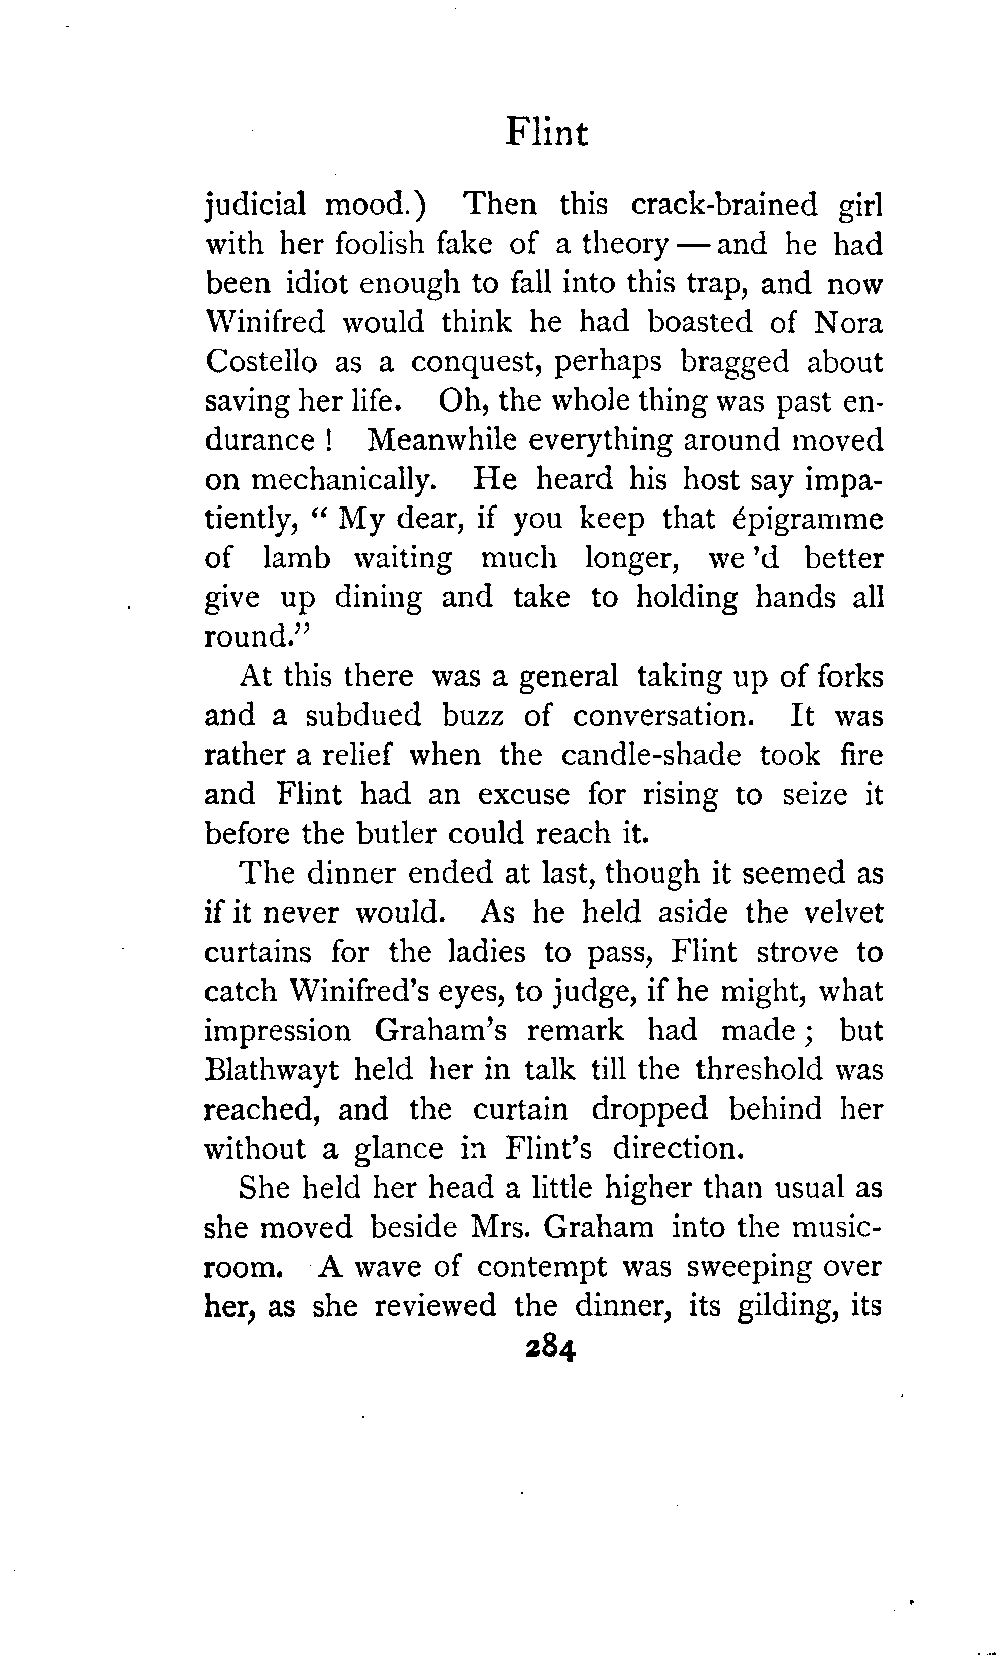 Flint
judicial mood.) Then this crack-brained girl
with her foolish fake of a theory — and he had
been idiot enough to fall into this trap, and now
Winifred would think he had boasted of Nora
Costello as a conquest, perhaps bragged about
saving her life. Oh, the whole thing was past en-
durance ! Meanwhile everything around moved
on mechanically. He heard his host say impa-
tiently, “ My dear, if you keep that épigramme
of lamb waiting much longer, we 'd better
give up dining and take to holding hands all
round.”
At this there was a general taking up of forks
and a subdued buzz of conversation. It was
rather a relief when the candle-shade took fire
and Flint had an excuse for rising to seize it
before the butler could reach it.
The dinner ended at last, though it seemed as
if it never would. As he held aside the velvet
curtains for the ladies to pass, Flint strove to
catch Winifred's eyes, to judge, if he might, what
impression Graham's remark had made ; but
Blathwayt held her in talk till the threshold was
reached, and the curtain dropped behind her
without a glance in Flint's direction.
She held her head a little higher than usual as
she moved beside Mrs. Graham into the music-
room. A wave of contempt was sweeping over
her, as she reviewed the dinner, its gilding, its
284